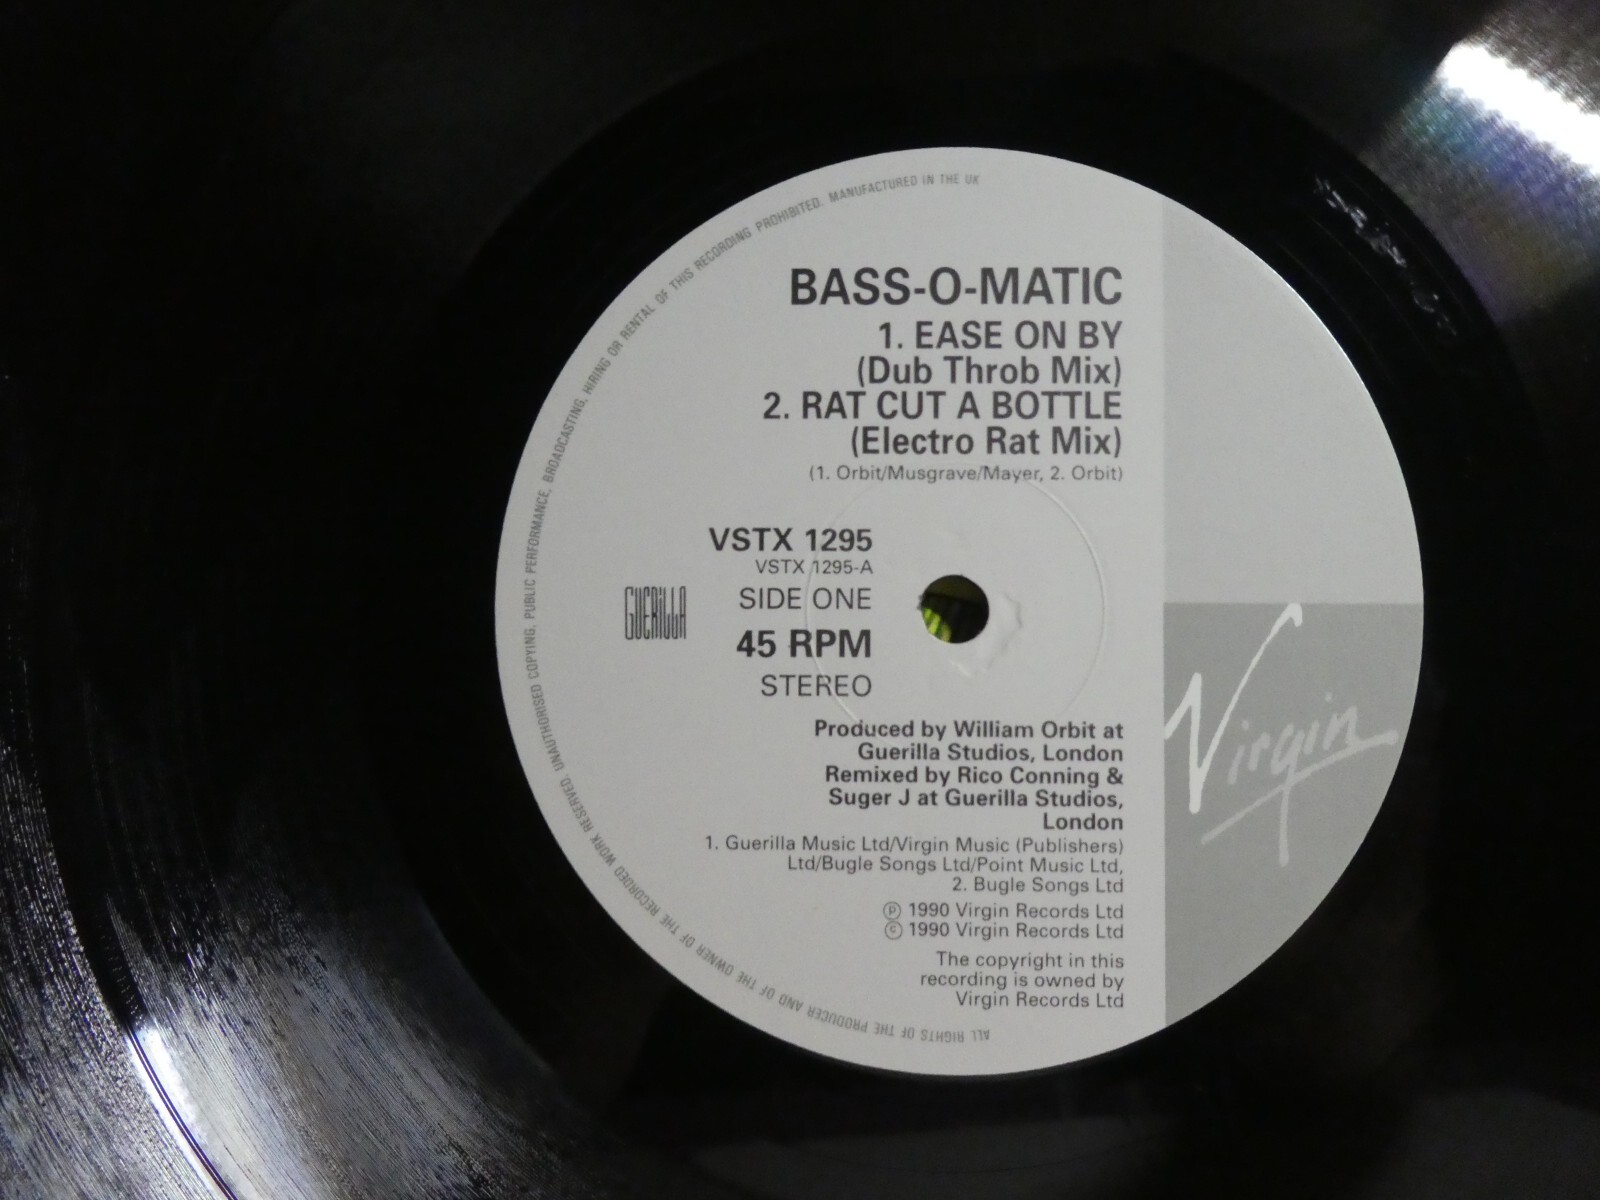 BASS-O-MATIC
1. EASE ON BY
(Dub Throb Mix)
2. RAT CUT A BOTTLE
(Electro Rat Mix)
(1. Orbit/Musgrave/Mayer, 2. Orbit)
VSTX 1295
VSTX 1295-A
SIDE ONE
45 RPM
STEREO
GUERILLA
Produced by William Orbit at
Guerilla Studios, London
Remixed by Rico Conning &
Suger J at Guerilla Studios,
London
1. Guerilla Music Ltd/Virgin Music (Publishers)
Ltd/Bugle Songs Ltd/Point Music Ltd,
2. Bugle Songs Ltd
℗ 1990 Virgin Records Ltd
© 1990 Virgin Records Ltd
The copyright in this
recording is owned by
Virgin Records Ltd
Virgin
ALL RIGHTS OF THE PRODUCER AND OF THE OWNER OF THE RECORDED WORK RESERVED. UNAUTHORISED COPYING, PUBLIC PERFORMANCE, BROADCASTING, HIRING OR RENTAL OF THIS RECORDING PROHIBITED. MANUFACTURED IN THE UK